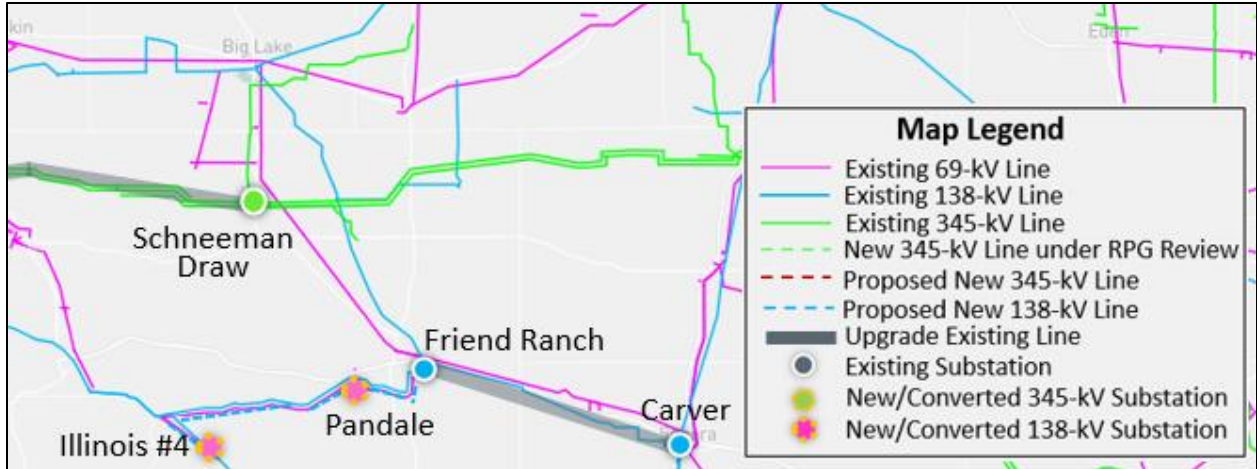 kin
Big Lake
Eden
Map Legend
Existing 69-kV Line
Existing 138-kV Line
Existing 345-kV Line
New 345-kV Line under RPG Review
Proposed New 345-kV Line
Proposed New 138-kV Line
Upgrade Existing Line
Existing Substation
New/Converted 345-kV Substation
New/Converted 138-kV Substation
Schneeman
Draw
Friend Ranch
Pandale
Carver
Illinois #4